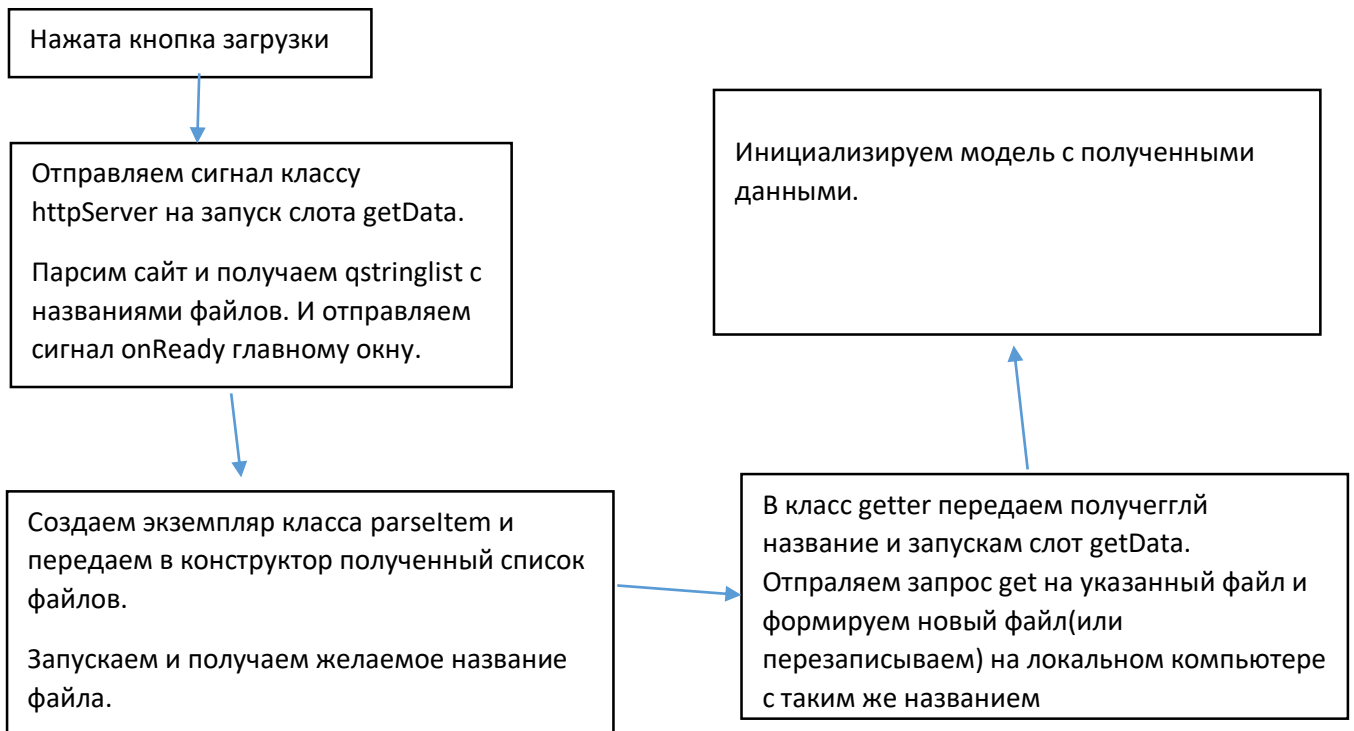 Нажата кнопка загрузки
Отправляем сигнал классу
httpServer на запуск слота getData.
Парсим сайт и получаем qstringlist с
названиями файлов. И отправляем
сигнал onReady главному окну.
Создаем экземпляр класса parseItem и
передаем в конструктор полученный список
файлов.
Запускаем и получаем желаемое название
файла.
В класс getter передаем получегглй
название и запускам слот getData.
Отпраляем запрос get на указанный файл и
формируем новый файл(или
перезаписываем) на локальном компьютере
с таким же названием
Инициализируем модель с полученными
данными.